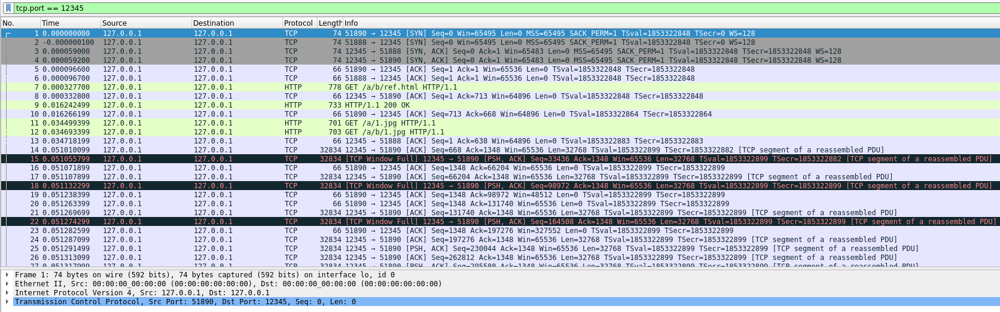 tcp.port == 12345
No. Time Source Destination Protocol Length Info
1 0.000000000 127.0.0.1 127.0.0.1 TCP 74 51890 → 12345 [SYN] Seq=0 Win=65495 Len=0 MSS=65495 SACK_PERM=1 TSval=1853322848 TSecr=0 WS=128
2 -0.000000100 127.0.0.1 127.0.0.1 TCP 74 51888 → 12345 [SYN] Seq=0 Win=65495 Len=0 MSS=65495 SACK_PERM=1 TSval=1853322848 TSecr=0 WS=128
3 0.000059000 127.0.0.1 127.0.0.1 TCP 74 12345 → 51888 [SYN, ACK] Seq=0 Ack=1 Win=65483 Len=0 MSS=65495 SACK_PERM=1 TSval=1853322848 TSecr=1853322848 WS=128
4 0.000059200 127.0.0.1 127.0.0.1 TCP 74 12345 → 51890 [SYN, ACK] Seq=0 Ack=1 Win=65483 Len=0 MSS=65495 SACK_PERM=1 TSval=1853322848 TSecr=1853322848 WS=128
5 0.000096600 127.0.0.1 127.0.0.1 TCP 66 51890 → 12345 [ACK] Seq=1 Ack=1 Win=65536 Len=0 TSval=1853322848 TSecr=1853322848
6 0.000096700 127.0.0.1 127.0.0.1 TCP 66 51888 → 12345 [ACK] Seq=1 Ack=1 Win=65536 Len=0 TSval=1853322848 TSecr=1853322848
7 0.000327700 127.0.0.1 127.0.0.1 HTTP 778 GET /a/b/ref.html HTTP/1.1
8 0.000332800 127.0.0.1 127.0.0.1 TCP 66 12345 → 51890 [ACK] Seq=1 Ack=713 Win=64896 Len=0 TSval=1853322848 TSecr=1853322848
9 0.016242499 127.0.0.1 127.0.0.1 HTTP 733 HTTP/1.1 200 OK
10 0.016266199 127.0.0.1 127.0.0.1 TCP 66 51890 → 12345 [ACK] Seq=713 Ack=668 Win=64896 Len=0 TSval=1853322864 TSecr=1853322864
11 0.034499399 127.0.0.1 127.0.0.1 HTTP 701 GET /a/1.jpg HTTP/1.1
12 0.034693399 127.0.0.1 127.0.0.1 HTTP 703 GET /a/b/1.jpg HTTP/1.1
13 0.034718199 127.0.0.1 127.0.0.1 TCP 66 12345 → 51888 [ACK] Seq=1 Ack=638 Win=64896 Len=0 TSval=1853322883 TSecr=1853322883
14 0.051010099 127.0.0.1 127.0.0.1 TCP 32834 12345 → 51890 [ACK] Seq=668 Ack=1348 Win=65536 Len=32768 TSval=1853322899 TSecr=1853322882 [TCP segment of a reassembled PDU]
15 0.051055799 127.0.0.1 127.0.0.1 TCP 32834 [TCP Window Full] 12345 → 51890 [PSH, ACK] Seq=33436 Ack=1348 Win=65536 Len=32768 TSval=1853322899 TSecr=1853322882 [TCP segment of a reassembled PDU]
16 0.051071899 127.0.0.1 127.0.0.1 TCP 66 51890 → 12345 [ACK] Seq=1348 Ack=66204 Win=65536 Len=0 TSval=1853322899 TSecr=1853322899
17 0.051107899 127.0.0.1 127.0.0.1 TCP 32834 12345 → 51890 [ACK] Seq=66204 Ack=1348 Win=65536 Len=32768 TSval=1853322899 TSecr=1853322899 [TCP segment of a reassembled PDU]
18 0.051132299 127.0.0.1 127.0.0.1 TCP 32834 [TCP Window Full] 12345 → 51890 [PSH, ACK] Seq=98972 Ack=1348 Win=65536 Len=32768 TSval=1853322899 TSecr=1853322899 [TCP segment of a reassembled PDU]
19 0.051238399 127.0.0.1 127.0.0.1 TCP 66 51890 → 12345 [ACK] Seq=1348 Ack=98972 Win=48512 Len=0 TSval=1853322899 TSecr=1853322899
20 0.051263399 127.0.0.1 127.0.0.1 TCP 66 51890 → 12345 [ACK] Seq=1348 Ack=131740 Win=65536 Len=0 TSval=1853322899 TSecr=1853322899
21 0.051269699 127.0.0.1 127.0.0.1 TCP 32834 12345 → 51890 [ACK] Seq=131740 Ack=1348 Win=65536 Len=32768 TSval=1853322899 TSecr=1853322899 [TCP segment of a reassembled PDU]
22 0.051274299 127.0.0.1 127.0.0.1 TCP 32834 [TCP Window Full] 12345 → 51890 [PSH, ACK] Seq=164508 Ack=1348 Win=65536 Len=32768 TSval=1853322899 TSecr=1853322899 [TCP segment of a reassembled PDU]
23 0.051282599 127.0.0.1 127.0.0.1 TCP 66 51890 → 12345 [ACK] Seq=1348 Ack=197276 Win=327552 Len=0 TSval=1853322899 TSecr=1853322899
24 0.051287099 127.0.0.1 127.0.0.1 TCP 32834 12345 → 51890 [ACK] Seq=197276 Ack=1348 Win=65536 Len=32768 TSval=1853322899 TSecr=1853322899 [TCP segment of a reassembled PDU]
25 0.051291499 127.0.0.1 127.0.0.1 TCP 32834 12345 → 51890 [PSH, ACK] Seq=230044 Ack=1348 Win=65536 Len=32768 TSval=1853322899 TSecr=1853322899 [TCP segment of a reassembled PDU]
26 0.051313099 127.0.0.1 127.0.0.1 TCP 32834 12345 → 51890 [ACK] Seq=262812 Ack=1348 Win=65536 Len=32768 TSval=1853322899 TSecr=1853322899 [TCP segment of a reassembled PDU]
27 0.051317999 127.0.0.1 127.0.0.1 TCP 32834 12345 → 51890 [PSH, ACK] Seq=295580 Ack=1348 Win=65536 Len=32768 TSval=1853322899 TSecr=1853322899 [TCP segment of a reassembled PDU]
Frame 1: 74 bytes on wire (592 bits), 74 bytes captured (592 bits) on interface lo, id 0
Ethernet II, Src: 00:00:00_00:00:00 (00:00:00:00:00:00), Dst: 00:00:00_00:00:00 (00:00:00:00:00:00)
Internet Protocol Version 4, Src: 127.0.0.1, Dst: 127.0.0.1
Transmission Control Protocol, Src Port: 51890, Dst Port: 12345, Seq: 0, Len: 0